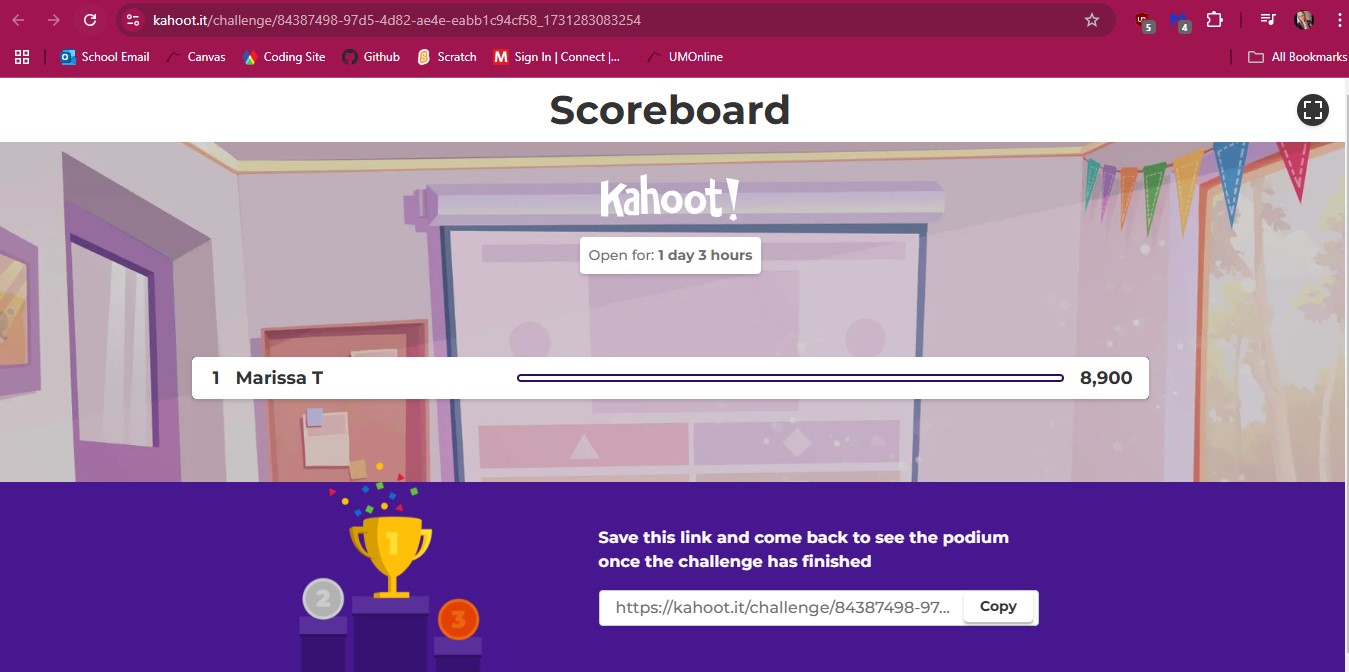 kahoot.it/challenge/84387498-97d5-4d82-ae4e-eabb1c94cf58_1731283083254
5
4
School Email
Canvas
Coding Site
Github
Scratch
Sign In | Connect |...
UMOnline
All Bookmarks
Scoreboard
Kahoot!
Open for: 1 day 3 hours
1 Marissa T 8,900
1
2
3
Save this link and come back to see the podium
once the challenge has finished
https://kahoot.it/challenge/84387498-97... Copy